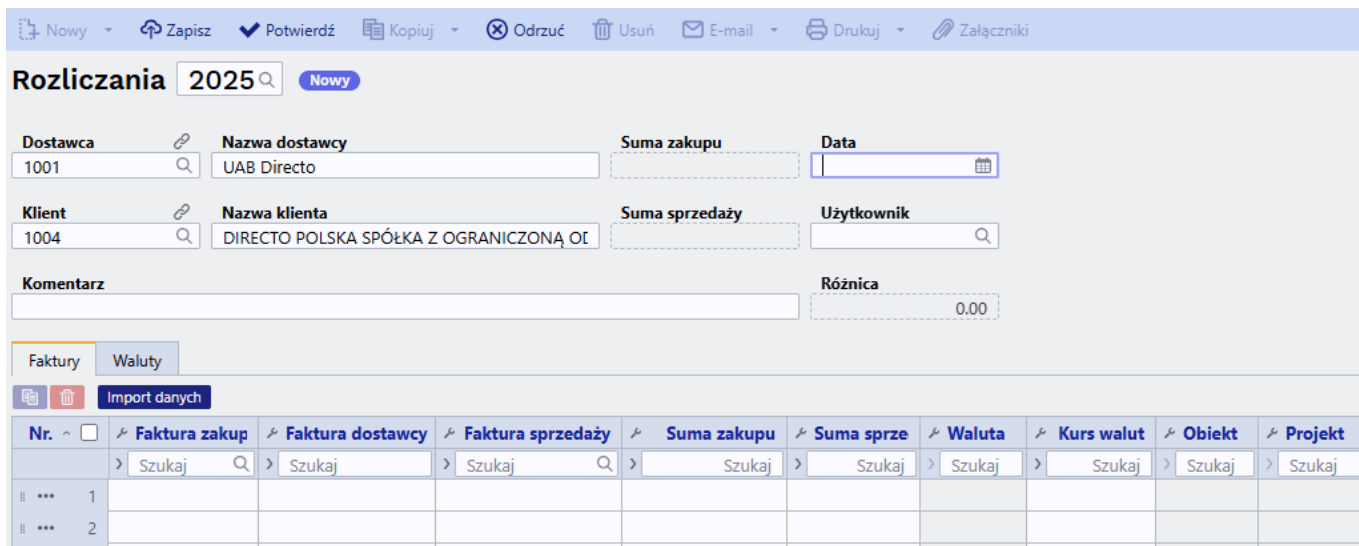 Nowy Zapisz Potwierdź Kopiuj Odrzuć Usuń E-mail Drukuj Załączniki
Rozliczania 2025 Nowy
Dostawca Nazwa dostawcy Suma zakupu Data
1001 UAB Directo
Klient Nazwa klienta Suma sprzedaży Użytkownik
1004 DIRECTO POLSKA SPÓŁKA Z OGRANICZONĄ OD
Komentarz Różnica
0.00
Faktury Waluty
Import danych
Nr. Faktura zakup Faktura dostawcy Faktura sprzedaży Suma zakupu Suma sprze Waluta Kurs walut Obiekt Projekt
Szukaj Szukaj Szukaj Szukaj Szukaj Szukaj Szukaj Szukaj Szukaj
1
2